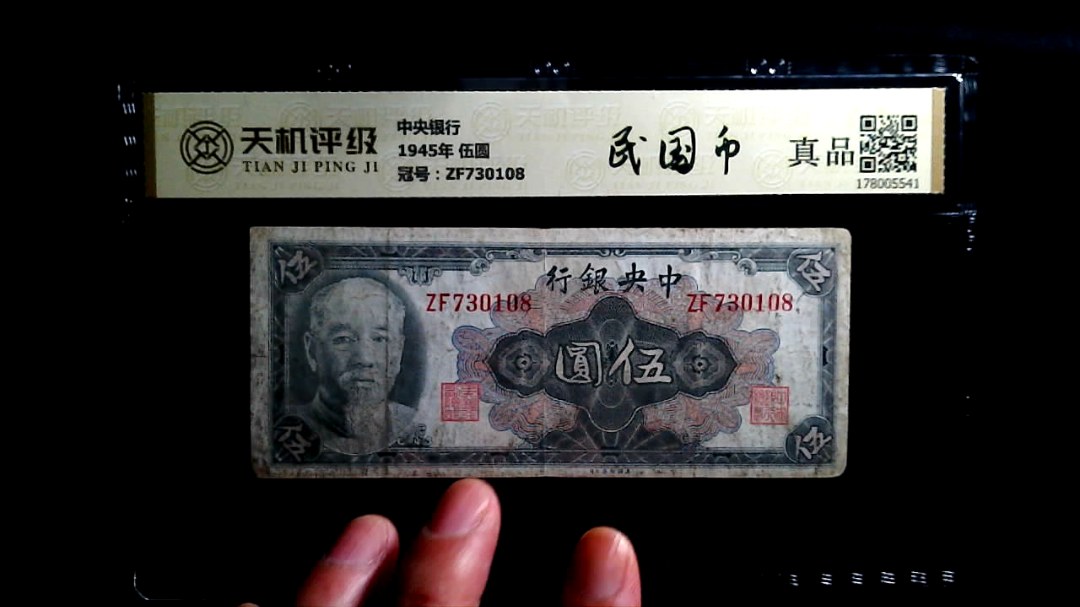 天机评级
TIAN JI PING JI
中央银行
1945年 伍圆
冠号：ZF730108
民国币
真品
178005541
伍
伍
行銀央中
ZF730108
ZF730108
圓伍
伍
伍